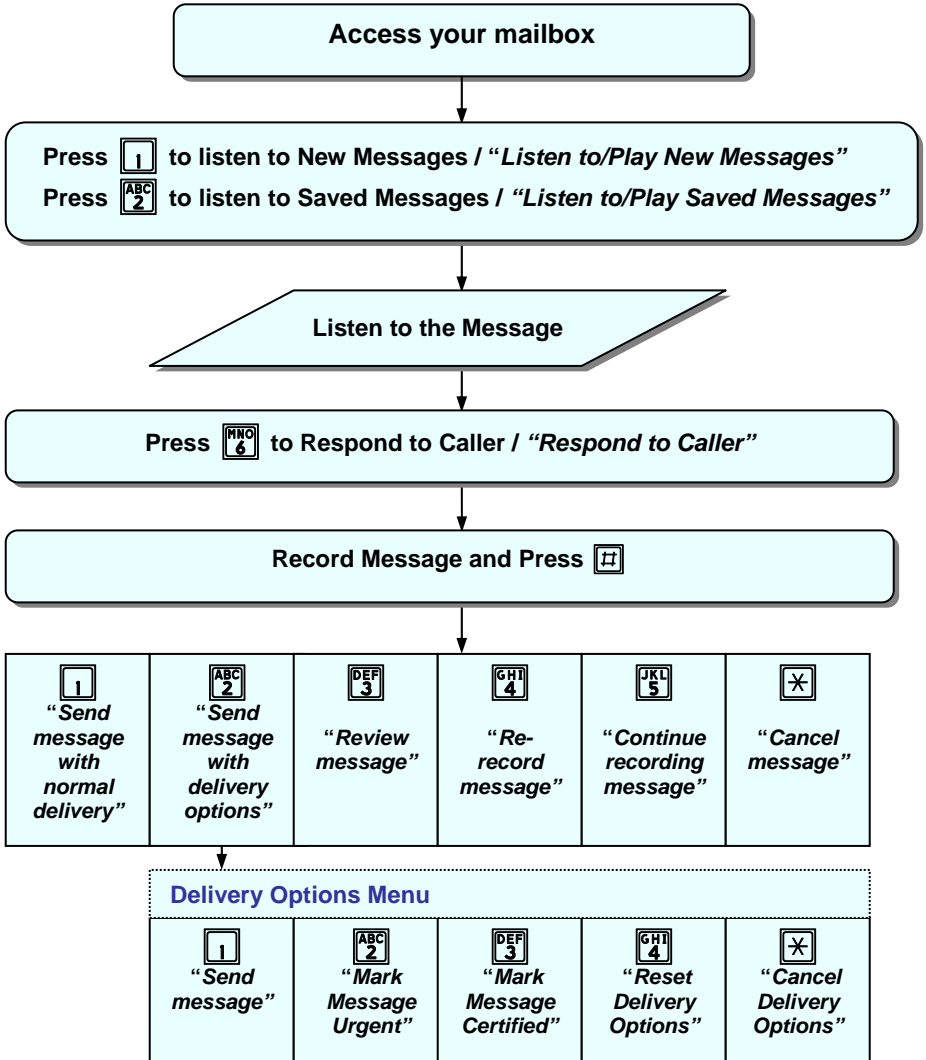 Access your mailbox
Press 1 to listen to New Messages / “Listen to/Play New Messages”
Press ABC 2 to listen to Saved Messages / “Listen to/Play Saved Messages”
Listen to the Message
Press MNO 6 to Respond to Caller / “Respond to Caller”
Record Message and Press #
1
“Send
message
with
normal
delivery”
ABC
2
“Send
message
with
delivery
options”
DEF
3
“Review
message”
GHI
4
“Re-
record
message”
JKL
5
“Continue
recording
message”
*
“Cancel
message”
Delivery Options Menu
1
“Send
message”
ABC
2
“Mark
Message
Urgent”
DEF
3
“Mark
Message
Certified”
GHI
4
“Reset
Delivery
Options”
*
“Cancel
Delivery
Options”